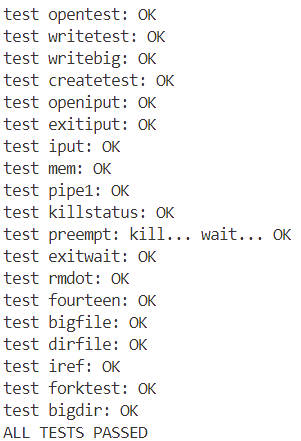 test opentest: OK
test writetest: OK
test writebig: OK
test createtest: OK
test openiput: OK
test exitiput: OK
test iput: OK
test mem: OK
test pipe1: OK
test killstatus: OK
test preempt: kill... wait... OK
test exitwait: OK
test rmdot: OK
test fourteen: OK
test bigfile: OK
test dirfile: OK
test iref: OK
test forktest: OK
test bigdir: OK
ALL TESTS PASSED